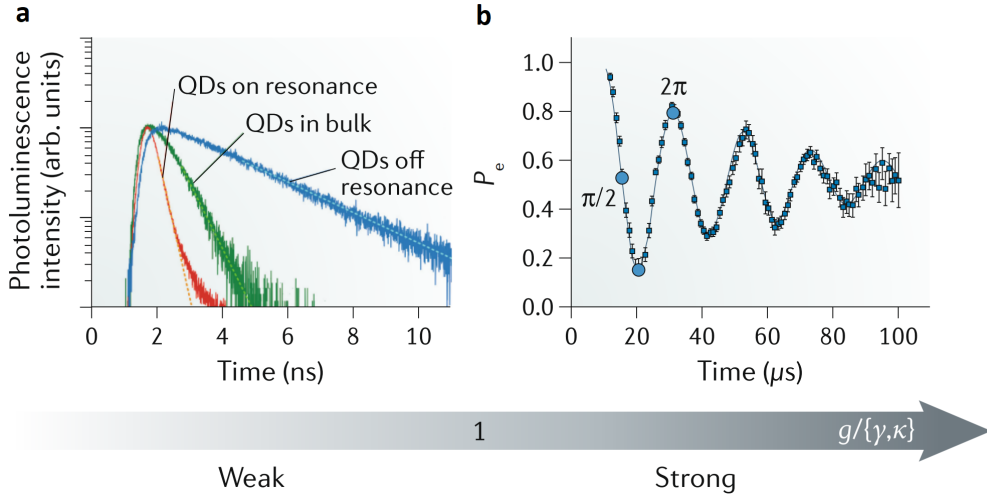 a
Photoluminescence
intensity (arb. units)
QDs on resonance
QDs in bulk
QDs off
resonance
0
2
4
6
8
10
Time (ns)
b
Pe
1.0
0.8
0.6
0.4
0.2
0.0
2π
π/2
0
20
40
60
80
100
Time (μs)
1
g/{γ,κ}
Weak
Strong